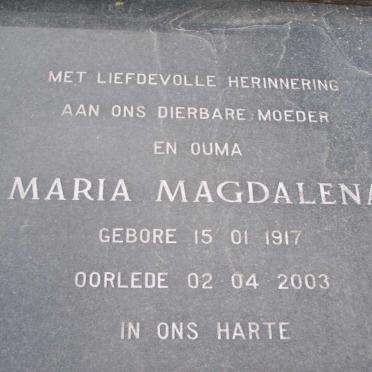 MET LIEFDEVOLLE HERINNERING
AAN ONS DIERBARE MOEDER
EN OUMA
MARIA MAGDALENA
GEBORE 15 01 1917
OORLEDE 02 04 2003
IN ONS HARTE